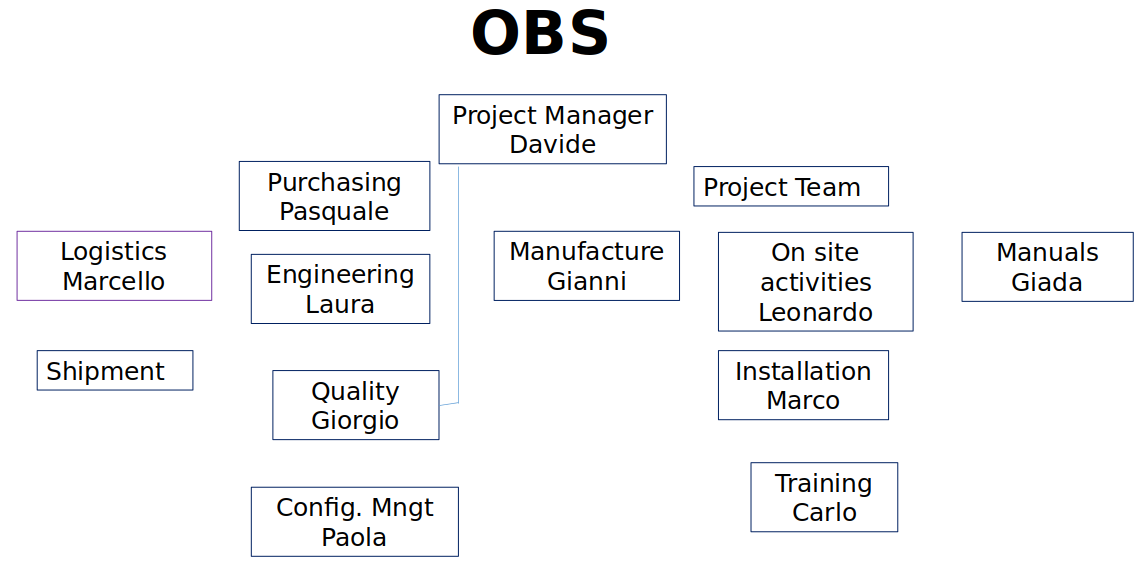 OBS
Project Manager
Davide
Purchasing
Pasquale
Project Team
Logistics
Marcello
Engineering
Laura
Manufacture
Gianni
On site
activities
Leonardo
Manuals
Giada
Shipment
Quality
Giorgio
Installation
Marco
Config. Mngt
Paola
Training
Carlo